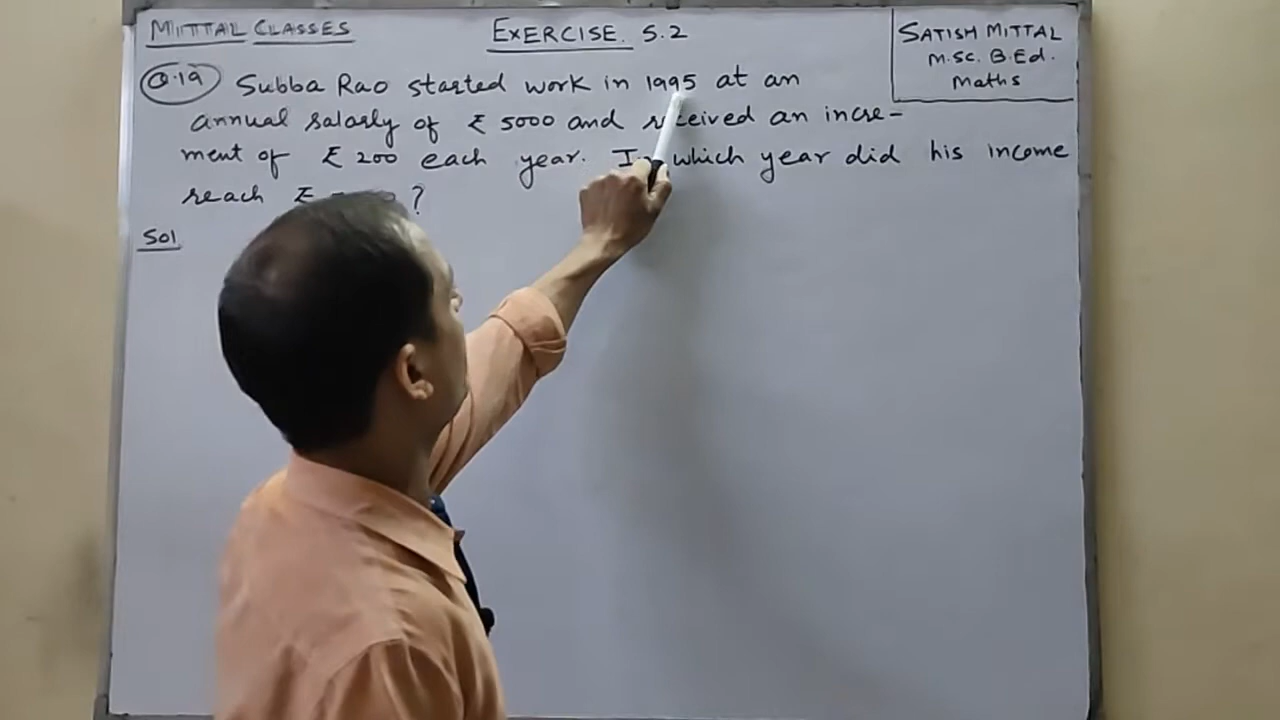 MITTAL CLASSES
EXERCISE. 5.2
SATISH MITTAL
M.SC. B.Ed.
Maths
Q.19 Subba Rao started work in 1995 at an
annual salary of ₹ 5000 and received an incre-
ment of ₹ 200 each year. In which year did his income
reach ₹ ?
Sol